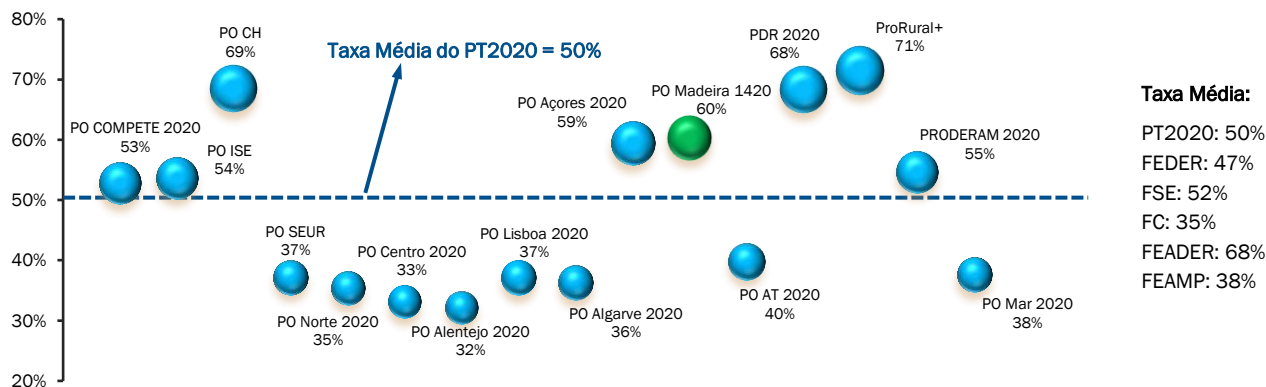 80%
70%
60%
50%
40%
30%
20%
Taxa Média do PT2020 = 50%
PO COMPETE 2020
53%
PO ISE
54%
PO CH
69%
PO SEUR
37%
PO Norte 2020
35%
PO Centro 2020
33%
PO Alentejo 2020
32%
PO Lisboa 2020
37%
PO Algarve 2020
36%
PO Açores 2020
59%
PO Madeira 1420
60%
PO AT 2020
40%
PDR 2020
68%
ProRural+
71%
PRODERAM 2020
55%
PO Mar 2020
38%
Taxa Média:
PT2020: 50%
FEDER: 47%
FSE: 52%
FC: 35%
FEADER: 68%
FEAMP: 38%